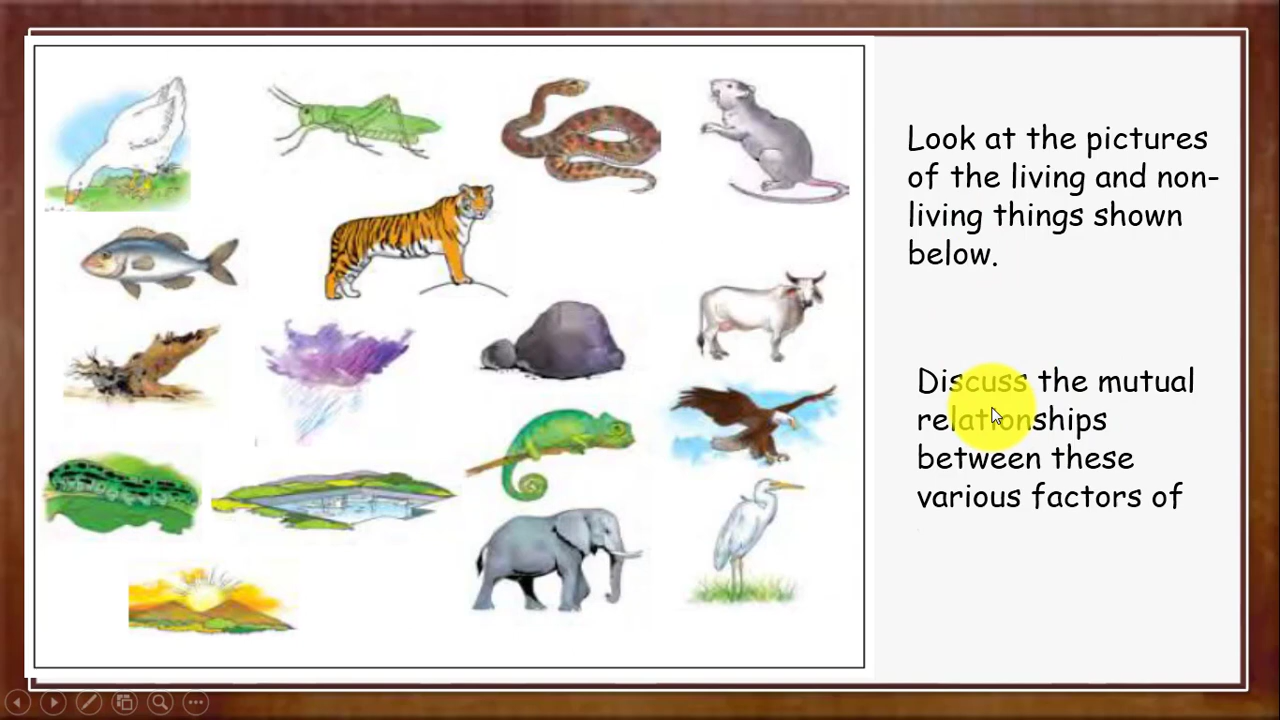 Look at the pictures
of the living and non-
living things shown
below.
Discuss the mutual
relationships
between these
various factors of